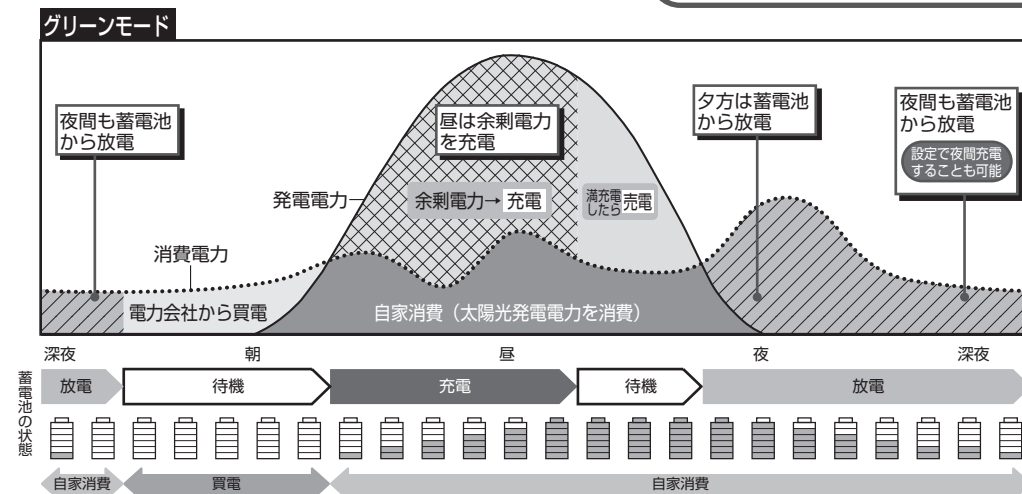 グリーンモード
夜間も蓄電池
から放電
昼は余剰電力
を充電
夕方は蓄電池
から放電
夜間も蓄電池
から放電
設定で夜間充電
することも可能
発電電力
余剰電力→ 充電
満充電
したら 売電
消費電力
電力会社から買電
自家消費（太陽光発電電力を消費）
深夜 朝 昼 夜 深夜
蓄電池の状態
放電 待機 充電 待機 放電
自家消費 買電 自家消費